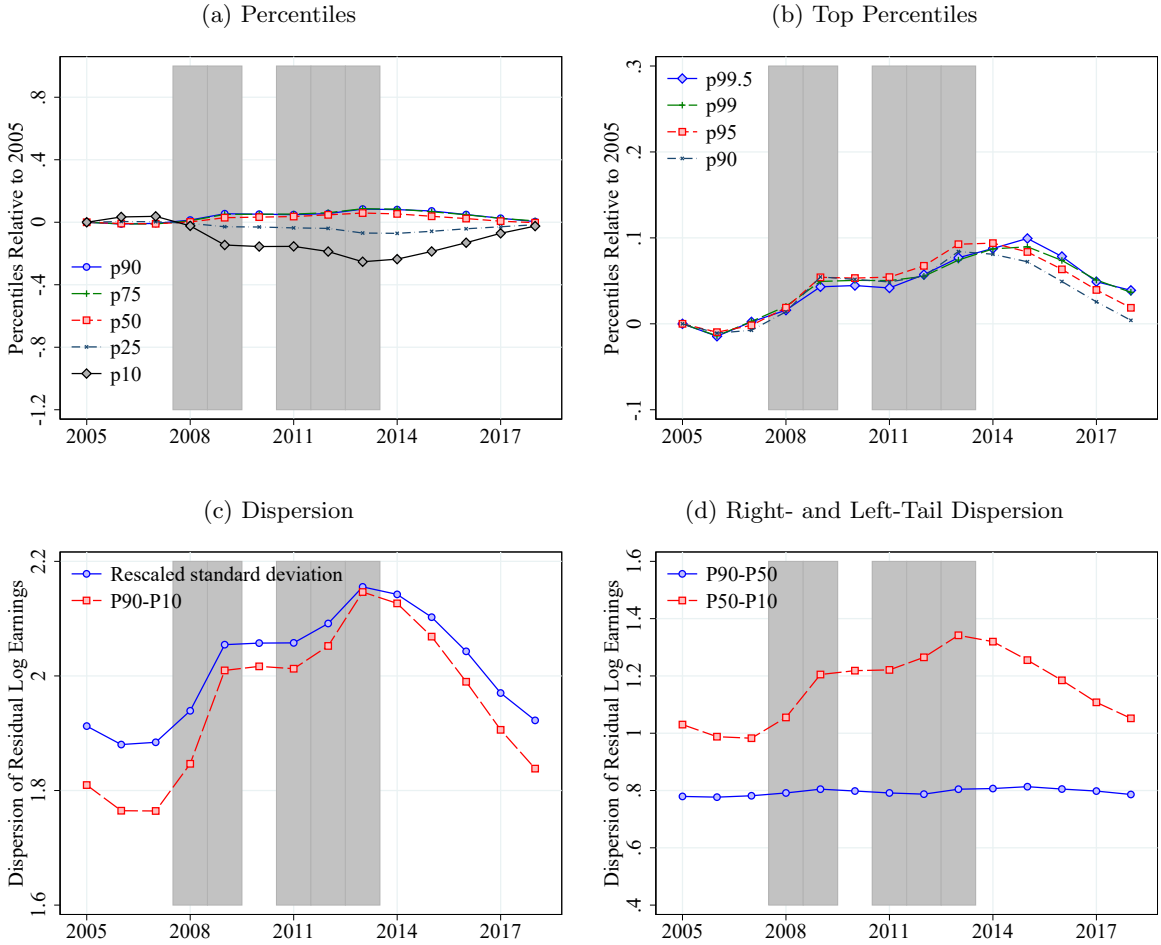 (a) Percentiles
Percentiles Relative to 2005
.8
.4
0
-.4
-.8
-1.2
p90
p75
p50
p25
p10
2005 2008 2011 2014 2017
(b) Top Percentiles
Percentiles Relative to 2005
.3
.2
.1
0
-.1
p99.5
p99
p95
p90
2005 2008 2011 2014 2017
(c) Dispersion
Dispersion of Residual Log Earnings
2.2
2
1.8
1.6
Rescaled standard deviation
P90-P10
2005 2008 2011 2014 2017
(d) Right- and Left-Tail Dispersion
Dispersion of Residual Log Earnings
1.6
1.4
1.2
1
.8
.6
.4
P90-P50
P50-P10
2005 2008 2011 2014 2017